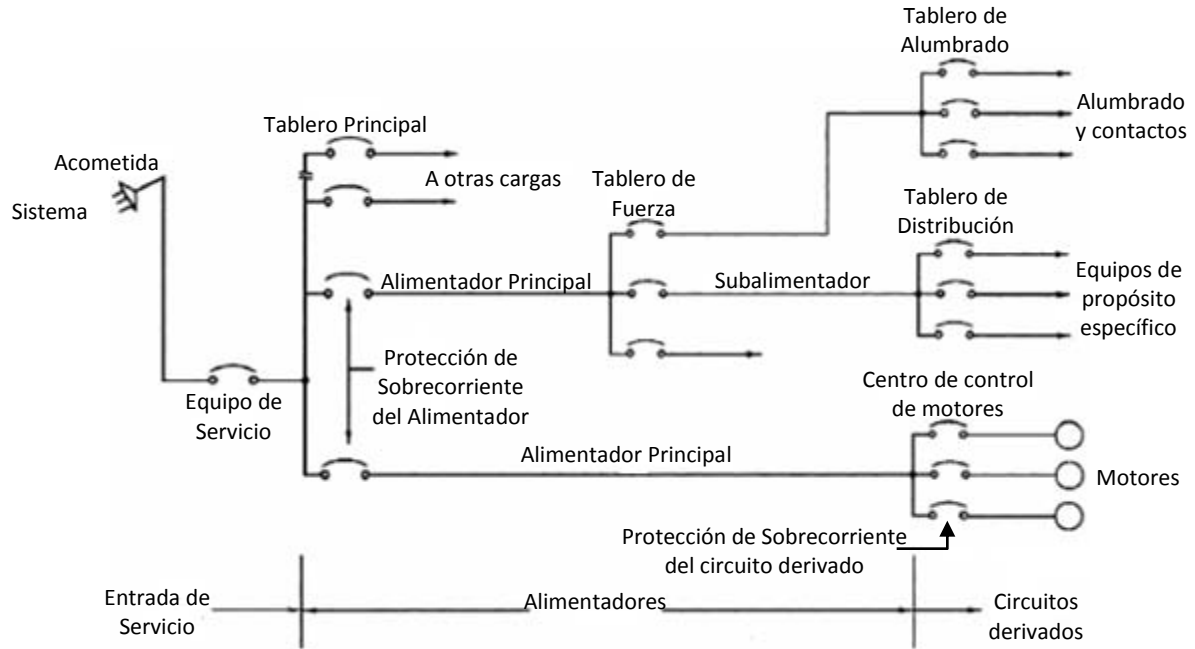 Tablero de
Alumbrado
Alumbrado
y contactos
Tablero Principal
Acometida
Sistema
A otras cargas
Tablero de
Fuerza
Tablero de
Distribución
Alimentador Principal
Subalimentador
Equipos de
propósito
específico
Protección de
Sobrecorriente
del Alimentador
Equipo de
Servicio
Centro de control
de motores
Alimentador Principal
Motores
Protección de Sobrecorriente
del circuito derivado
Entrada de
Servicio
Alimentadores
Circuitos
derivados